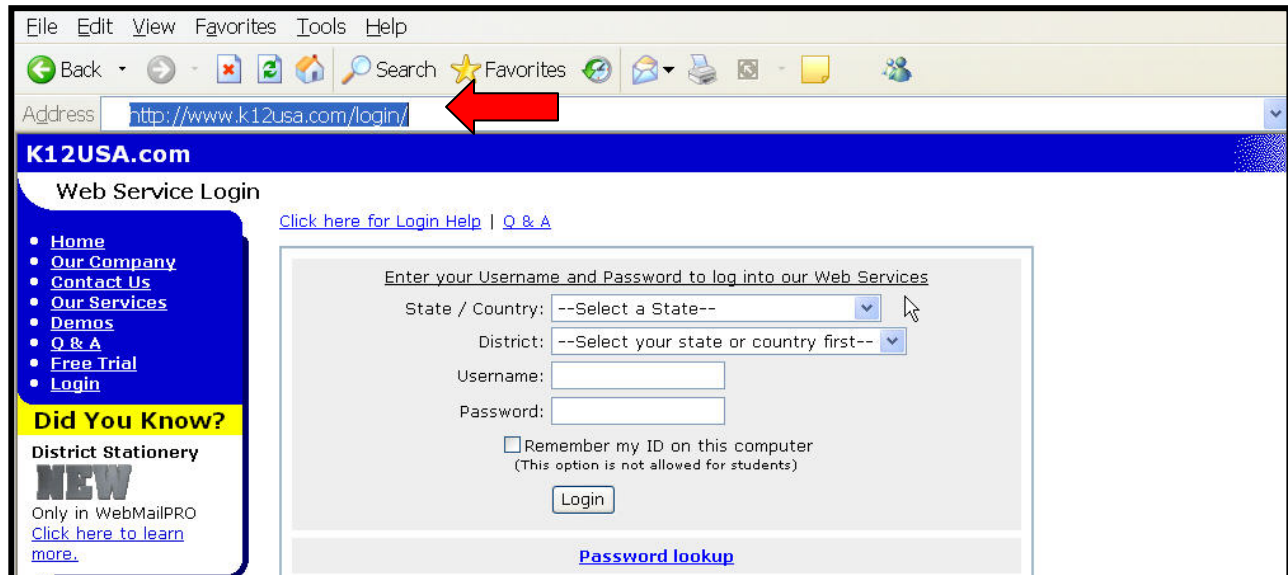 File Edit View Favorites Tools Help
Back Search Favorites
Address http://www.k12usa.com/login/
K12USA.com
Web Service Login
Click here for Login Help | Q & A
Home
Our Company
Contact Us
Our Services
Demos
Q & A
Free Trial
Login
Did You Know?
District Stationery
NEW
Only in WebMailPRO
Click here to learn
more.
Enter your Username and Password to log into our Web Services
State / Country: --Select a State--
District: --Select your state or country first--
Username:
Password:
Remember my ID on this computer
(This option is not allowed for students)
Login
Password lookup